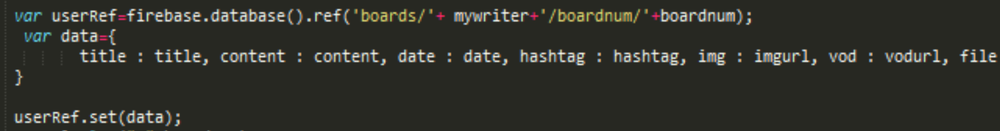 var userRef=firebase.database().ref('boards/'+ mywriter+'/boardnum/'+boardnum);
var data={
title : title, content : content, date : date, hashtag : hashtag, img : imgurl, vod : vodurl, file
}
userRef.set(data);